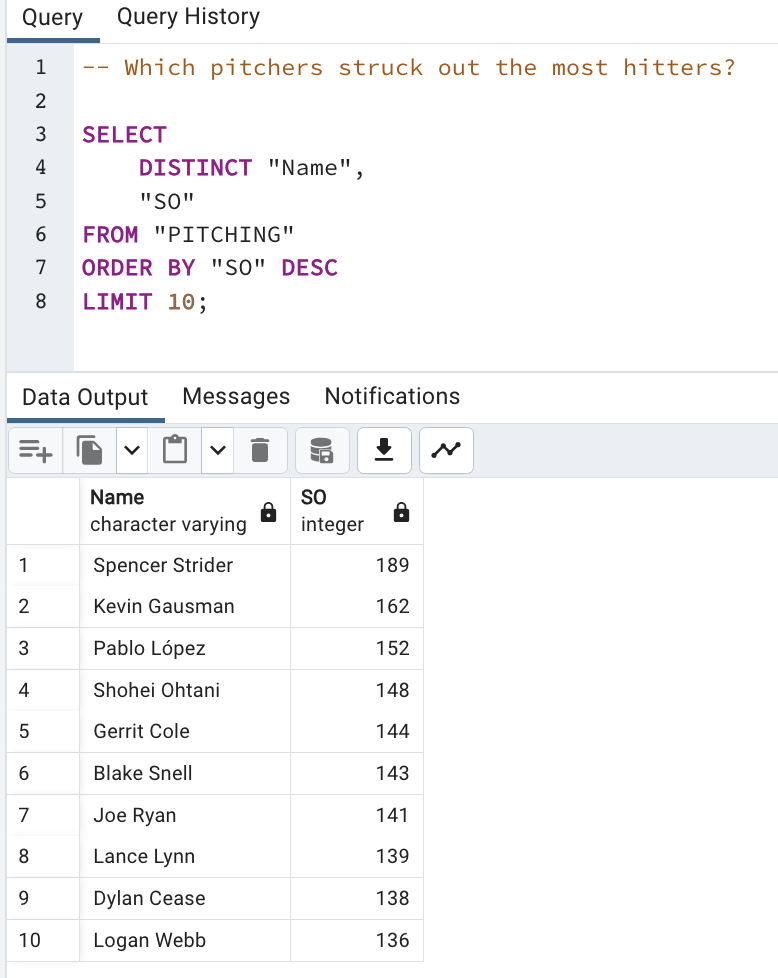 Query Query History
1 -- Which pitchers struck out the most hitters?
2
3 SELECT
4 DISTINCT "Name",
5 "SO"
6 FROM "PITCHING"
7 ORDER BY "SO" DESC
8 LIMIT 10;
Data Output Messages Notifications
Name SO
character varying integer
1 Spencer Strider 189
2 Kevin Gausman 162
3 Pablo López 152
4 Shohei Ohtani 148
5 Gerrit Cole 144
6 Blake Snell 143
7 Joe Ryan 141
8 Lance Lynn 139
9 Dylan Cease 138
10 Logan Webb 136